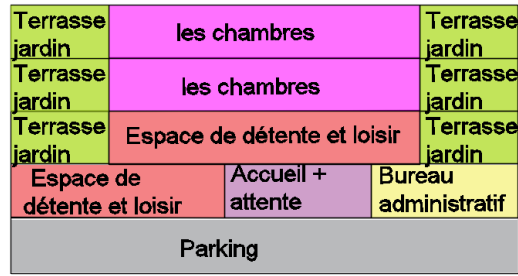 Terrasse
jardin
les chambres
Terrasse
jardin
Terrasse
jardin
les chambres
Terrasse
jardin
Terrasse
jardin
Espace de détente et loisir
Terrasse
jardin
Espace de
détente et loisir
Accueil +
attente
Bureau
administratif
Parking